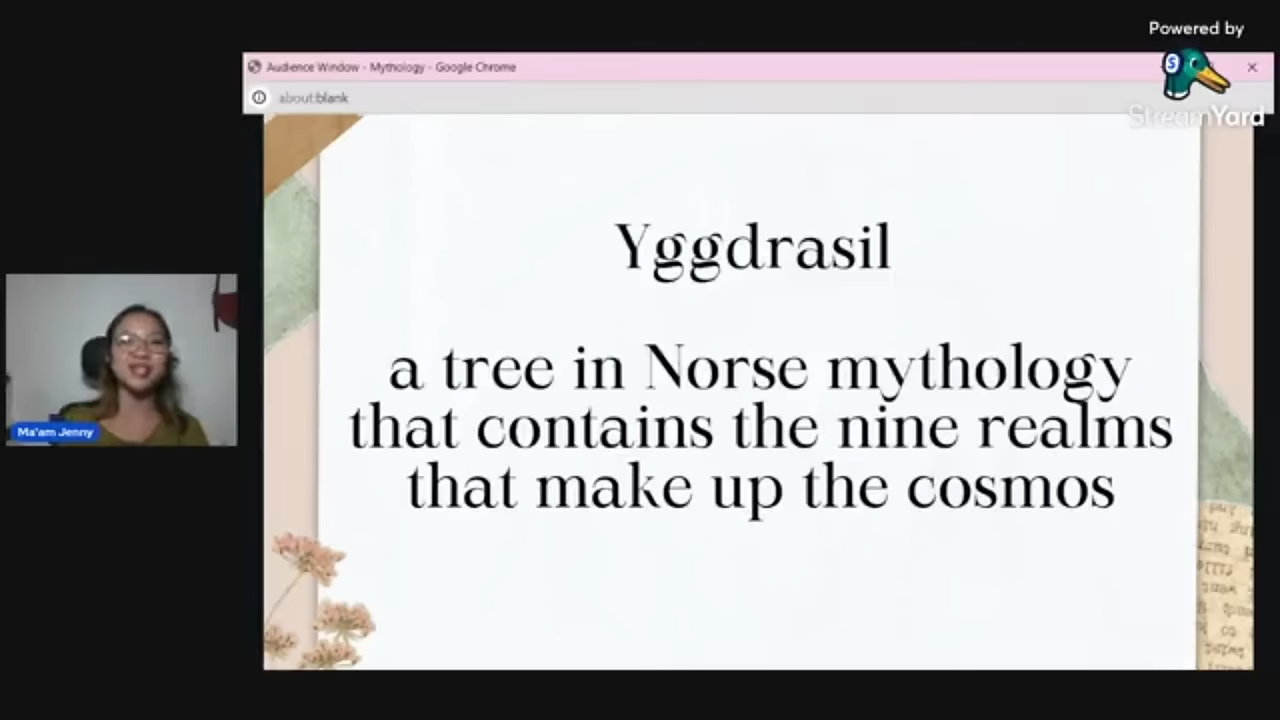 Powered by
StreamYard
Audience Window - Mythology - Google Chrome
about:blank
Yggdrasil
a tree in Norse mythology
that contains the nine realms
that make up the cosmos
Ma'am Jenny